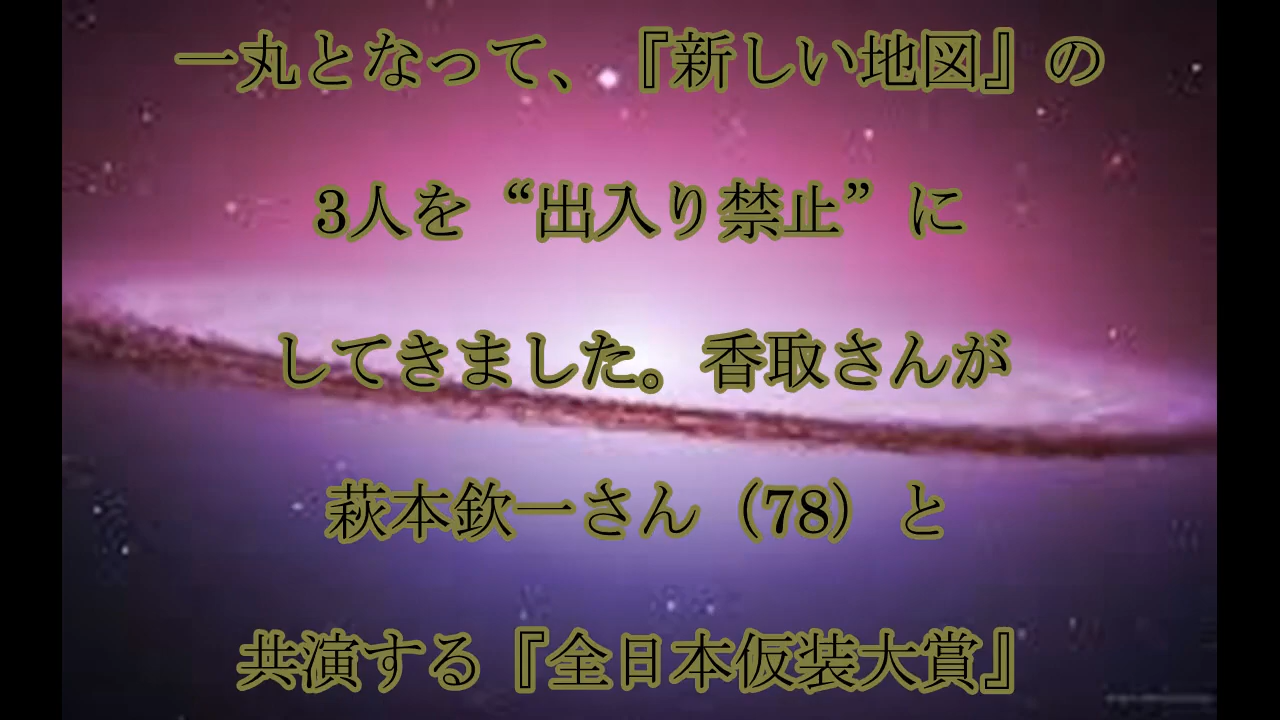 一丸となって、『新しい地図』の
3人を“出入り禁止”に
してきました。香取さんが
萩本欽一さん（78）と
共演する『全日本仮装大賞』